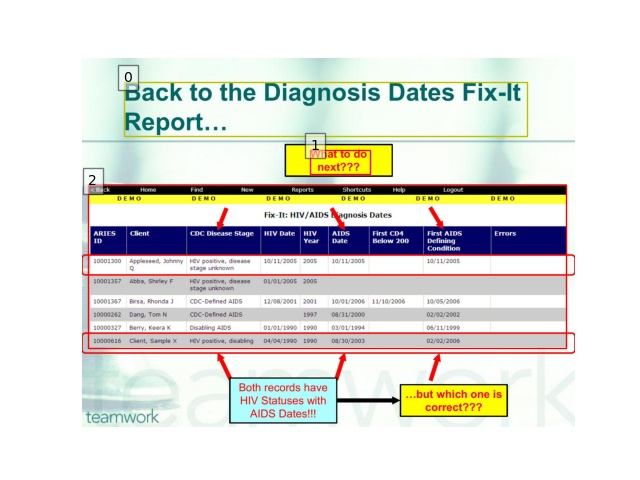 0
Back to the Diagnosis Dates Fix-It
Report…
1
What to do
next???
2
< Back Home Find New Reports Shortcuts Help Logout
DEMO DEMO DEMO DEMO DEMO DEMO
Fix-It: HIV/AIDS Diagnosis Dates
ARIES ID Client CDC Disease Stage HIV Date HIV Year AIDS Date First CD4 Below 200 First AIDS Defining Condition Errors
10001300 Appleseed, Johnny Q HIV positive, disease stage unknown 10/11/2005 2005 10/11/2005 10/11/2005
10001357 Abba, Shirley F HIV positive, disease stage unknown 01/01/2005 2005
10001367 Birsa, Rhonda J CDC-Defined AIDS 12/08/2001 2001 10/01/2006 11/10/2006 10/05/2006
10000262 Dang, Tom N CDC-Defined AIDS 1997 08/31/2000 02/02/2002
10000327 Berry, Keera K Disabling AIDS 01/01/1990 1990 03/01/1994 06/11/1999
10000616 Client, Sample X HIV positive, disabling 04/04/1990 1990 08/30/2003 02/02/2006
Both records have
HIV Statuses with
AIDS Dates!!!
…but which one is
correct???
teamwork
teamwork